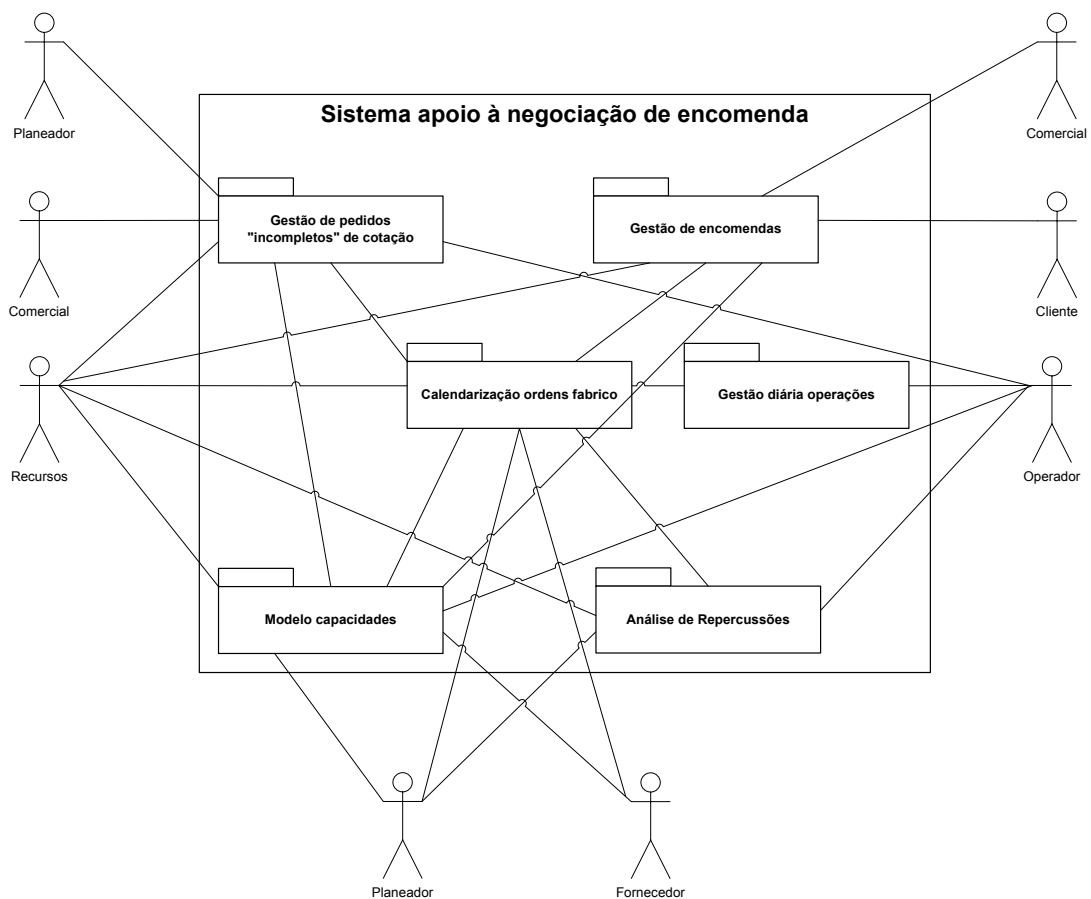 Sistema apoio à negociação de encomenda
Planeador
Comercial
Gestão de pedidos
"incompletos" de cotação
Gestão de encomendas
Comercial
Cliente
Calendarização ordens fabrico
Gestão diária operações
Recursos
Operador
Modelo capacidades
Análise de Repercussões
Planeador
Fornecedor